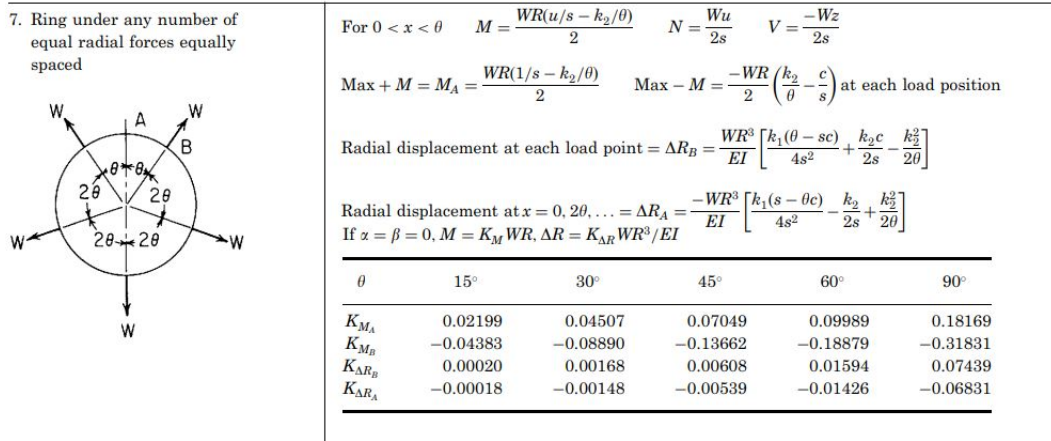 7. Ring under any number of
equal radial forces equally
spaced
W
A
W
B
θ
θ
2θ
2θ
W
2θ
2θ
W
W
For 0 < x < θ M = WR(u/s − k₂/θ)/2 N = Wu/2s V = −Wz/2s
Max + M = M_A = WR(1/s − k₂/θ)/2 Max − M = −WR/2 (k₂/θ − c/s) at each load position
Radial displacement at each load point = ΔR_B = WR³/EI [k₁(θ − sc)/4s² + k₂c/2s − k₂²/2θ]
Radial displacement at x = 0, 2θ, ... = ΔR_A = −WR³/EI [k₁(s − θc)/4s² − k₂/2s + k₂²/2θ]
If α = β = 0, M = K_M WR, ΔR = K_ΔR WR³/EI
θ 15° 30° 45° 60° 90°
K_M_A 0.02199 0.04507 0.07049 0.09989 0.18169
K_M_B −0.04383 −0.08890 −0.13662 −0.18879 −0.31831
K_ΔR_B 0.00020 0.00168 0.00608 0.01594 0.07439
K_ΔR_A −0.00018 −0.00148 −0.00539 −0.01426 −0.06831